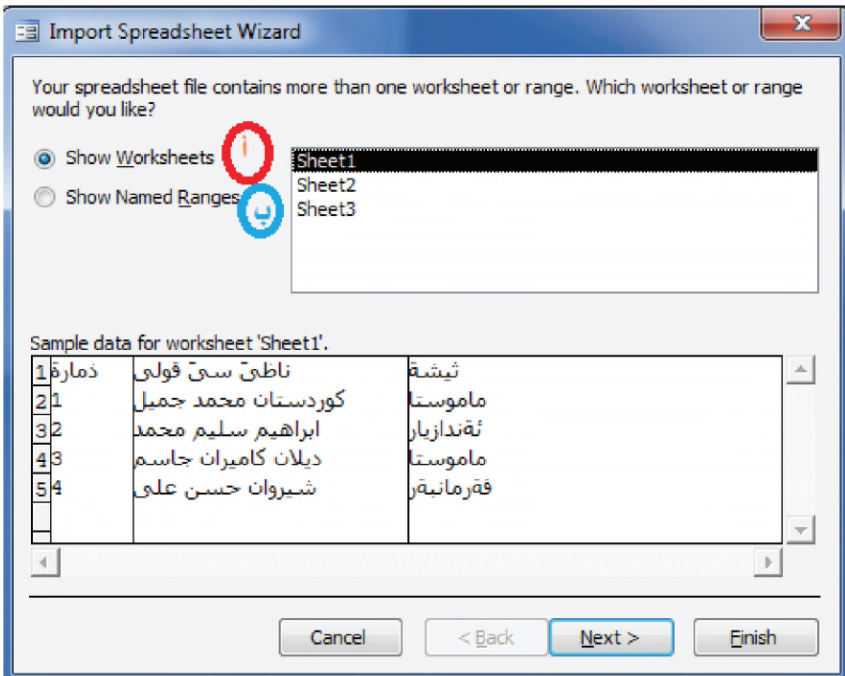 Import Spreadsheet Wizard
Your spreadsheet file contains more than one worksheet or range. Which worksheet or range
would you like?
Show Worksheets أ
Show Named Ranges ب
Sheet1
Sheet2
Sheet3
Sample data for worksheet 'Sheet1'.
1 ذمارة ناظىَ سىَ قولى ثيشة
2 1 كوردستان محمد جميل ماموستا
3 2 ابراهيم سليم محمد ئةندازيار
4 3 ديلان كاميران جاسم ماموستا
5 4 شيروان حسن على فةرمانبةر
Cancel < Back Next > Finish